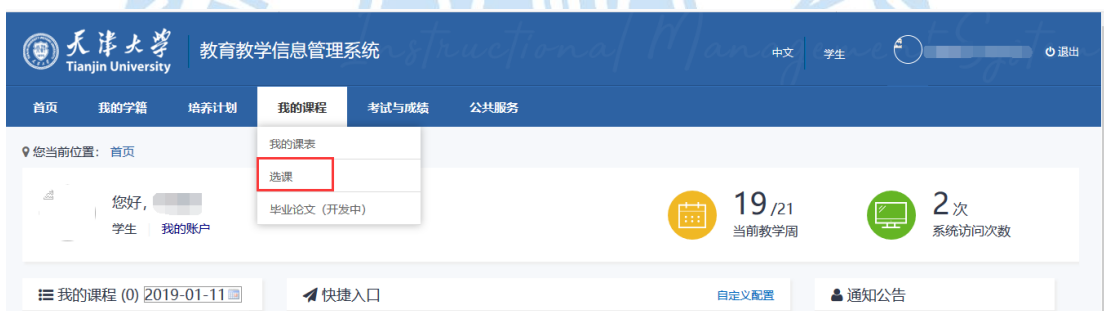 天津大学
Tianjin University
教育教学信息管理系统
Instructional Management System
中文
学生
退出
首页
我的学籍
培养计划
我的课程
考试与成绩
公共服务
我的课表
选课
毕业论文（开发中）
您当前位置： 首页
您好,
学生
我的账户
19 /21
当前教学周
2 次
系统访问次数
我的课程 (0) 2019-01-11
快捷入口
自定义配置
通知公告